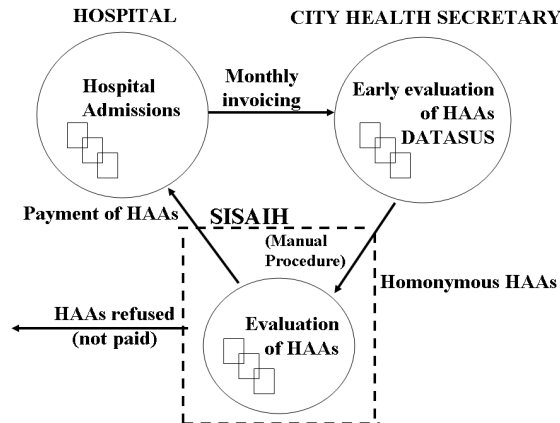 HOSPITAL
CITY HEALTH SECRETARY
Hospital
Admissions
Monthly
invoicing
Early evaluation
of HAAs
DATASUS
Payment of HAAs
SISAIH
(Manual
Procedure)
Homonymous HAAs
HAAs refused
(not paid)
Evaluation
of HAAs